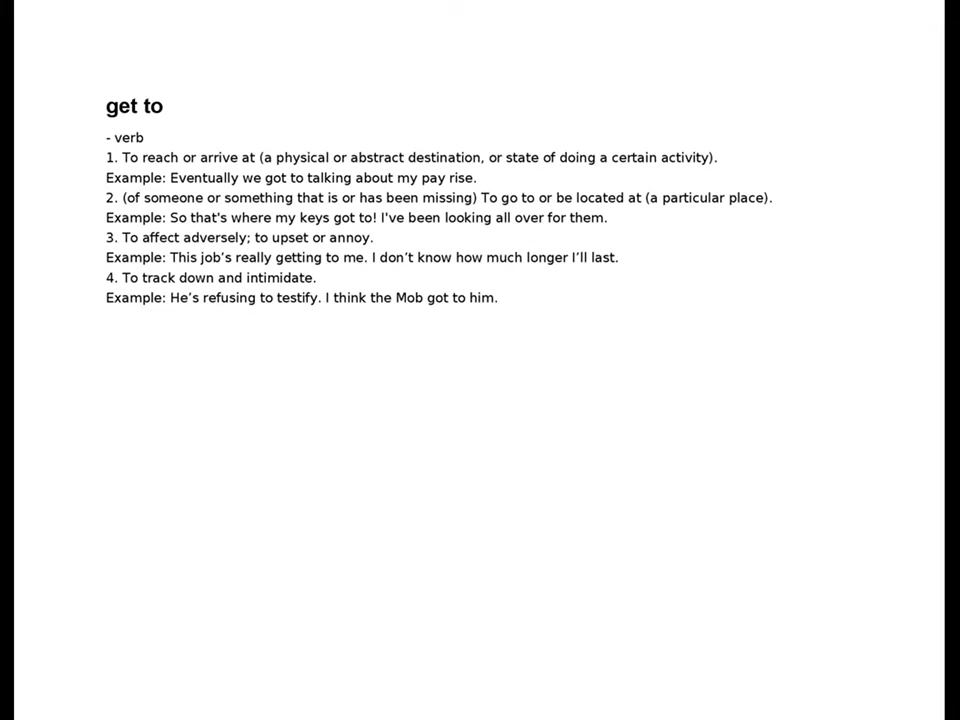 get to
- verb
1. To reach or arrive at (a physical or abstract destination, or state of doing a certain activity).
Example: Eventually we got to talking about my pay rise.
2. (of someone or something that is or has been missing) To go to or be located at (a particular place).
Example: So that's where my keys got to! I've been looking all over for them.
3. To affect adversely; to upset or annoy.
Example: This job’s really getting to me. I don’t know how much longer I’ll last.
4. To track down and intimidate.
Example: He’s refusing to testify. I think the Mob got to him.